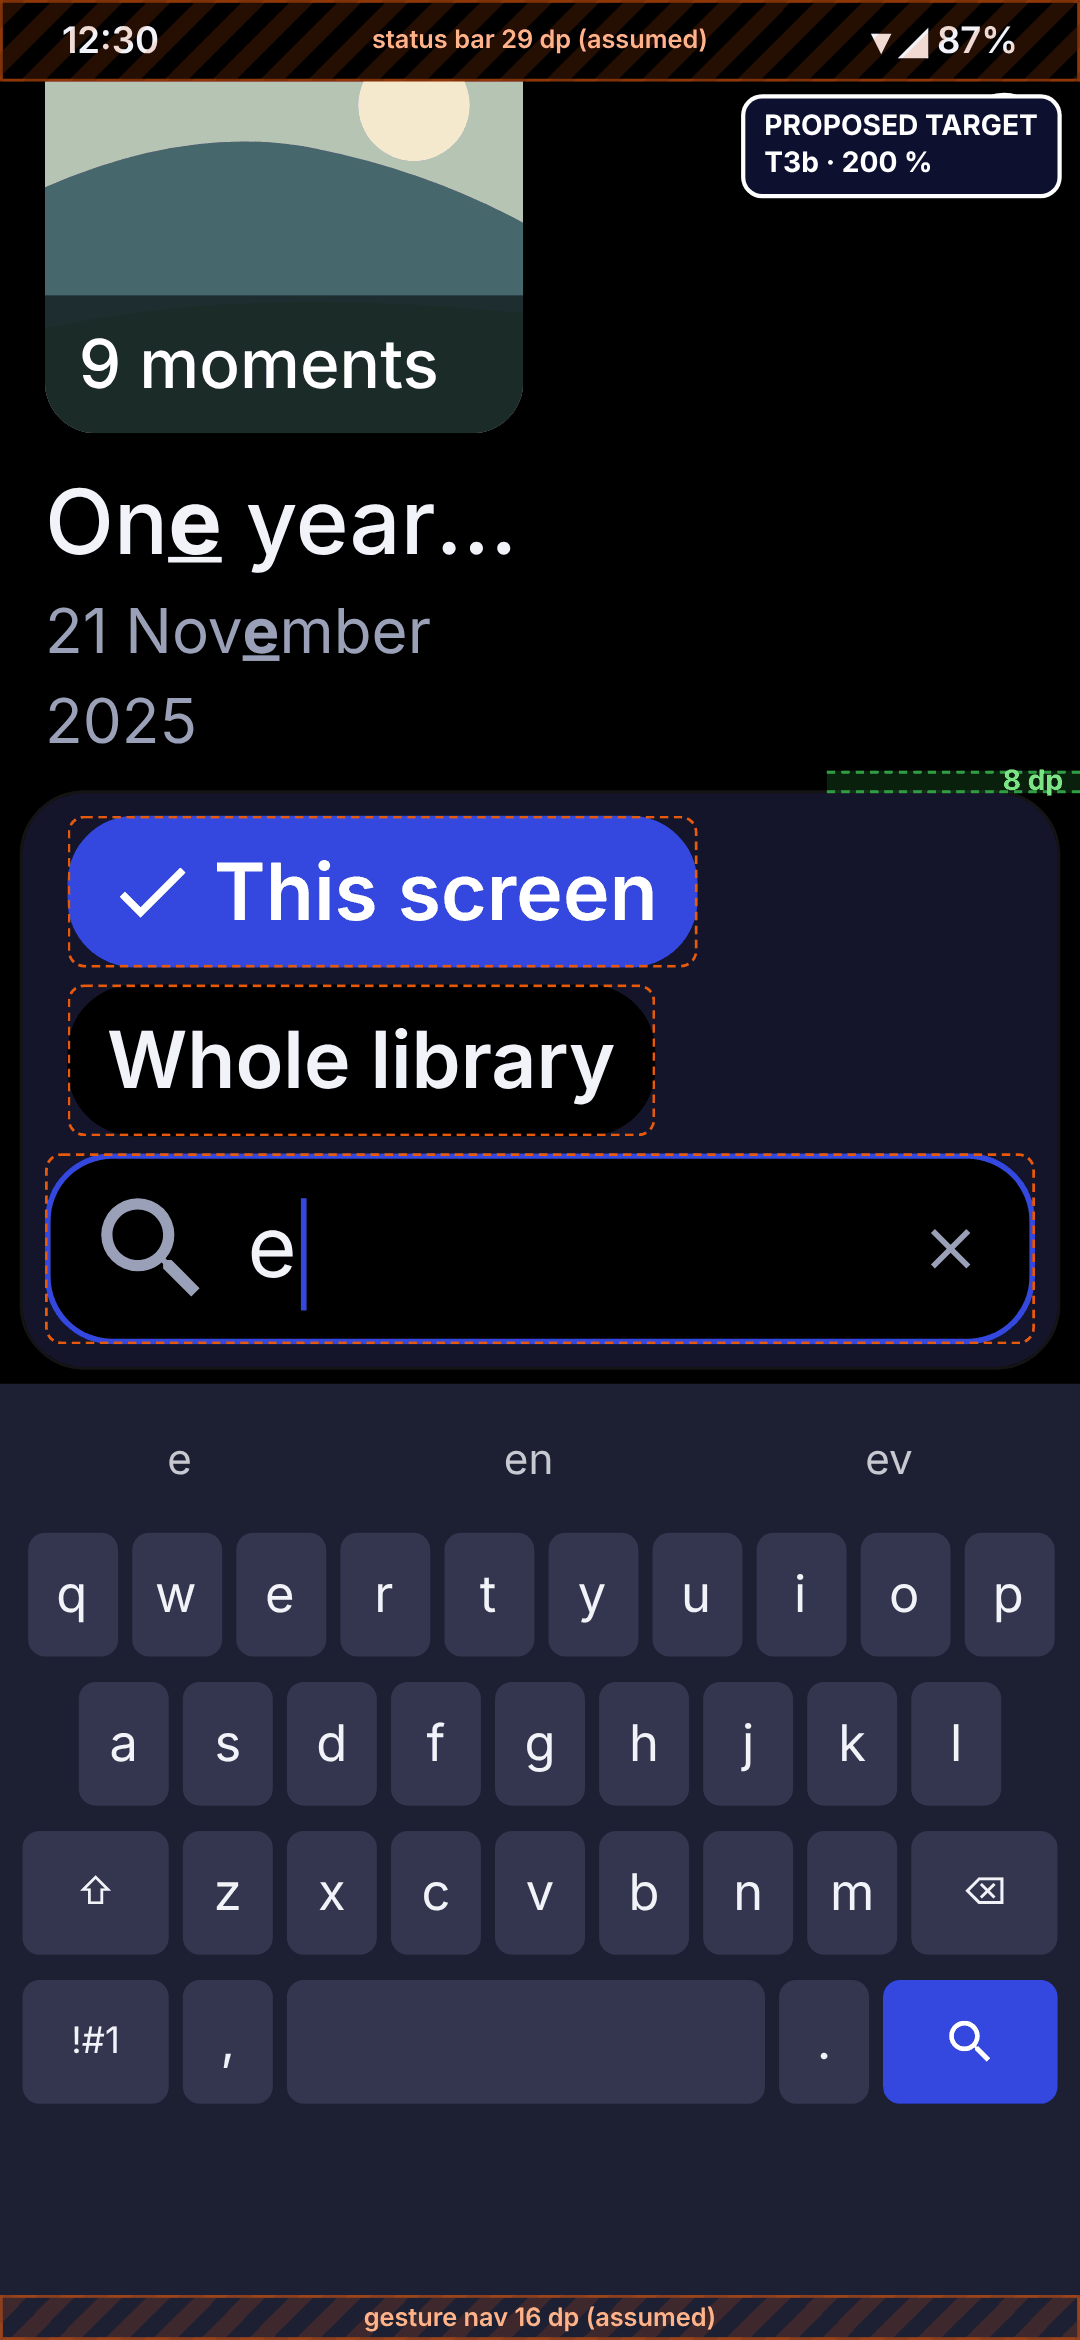 12:30
status bar 29 dp (assumed)
87%
PROPOSED TARGET
T3b · 200 %
9 moments
One year...
21 November
2025
8 dp
This screen
Whole library
e
e en ev
q w e r t y u i o p
a s d f g h j k l
z x c v b n m
!#1 , .
gesture nav 16 dp (assumed)